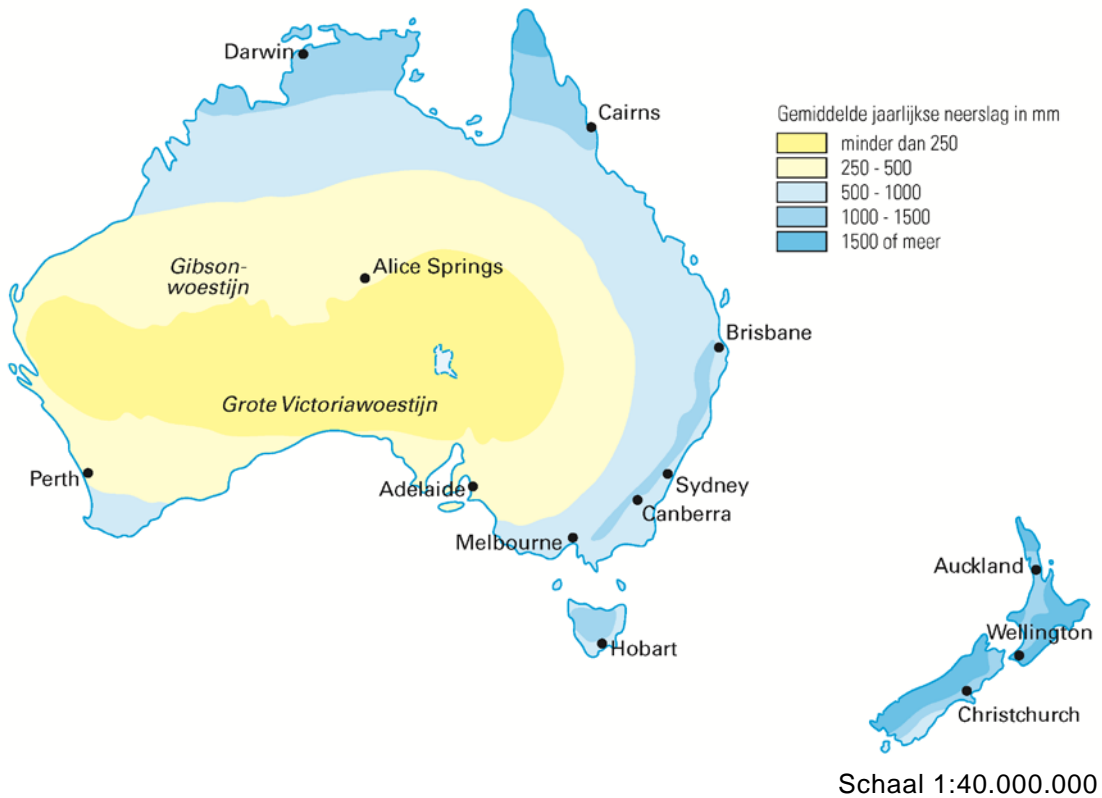 Darwin
Cairns
Gemiddelde jaarlijkse neerslag in mm
minder dan 250
250 - 500
500 - 1000
1000 - 1500
1500 of meer
Gibson-
woestijn
Alice Springs
Brisbane
Grote Victoriawoestijn
Perth
Adelaide
Sydney
Canberra
Melbourne
Auckland
Wellington
Hobart
Christchurch
Schaal 1:40.000.000